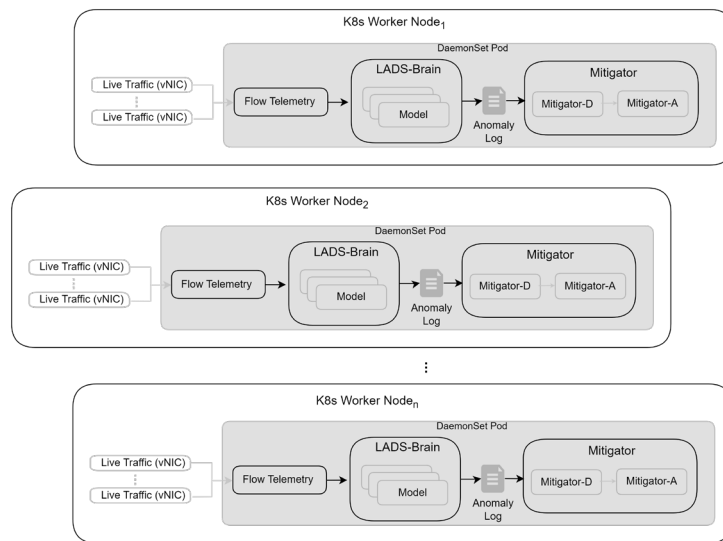 K8s Worker Node1
DaemonSet Pod
LADS-Brain
Mitigator
Live Traffic (vNIC)
Flow Telemetry
Model
Mitigator-D
Mitigator-A
Live Traffic (vNIC)
Anomaly
Log
K8s Worker Node2
DaemonSet Pod
LADS-Brain
Mitigator
Live Traffic (vNIC)
Flow Telemetry
Model
Mitigator-D
Mitigator-A
Live Traffic (vNIC)
Anomaly
Log
K8s Worker Noden
DaemonSet Pod
LADS-Brain
Mitigator
Live Traffic (vNIC)
Flow Telemetry
Model
Mitigator-D
Mitigator-A
Live Traffic (vNIC)
Anomaly
Log